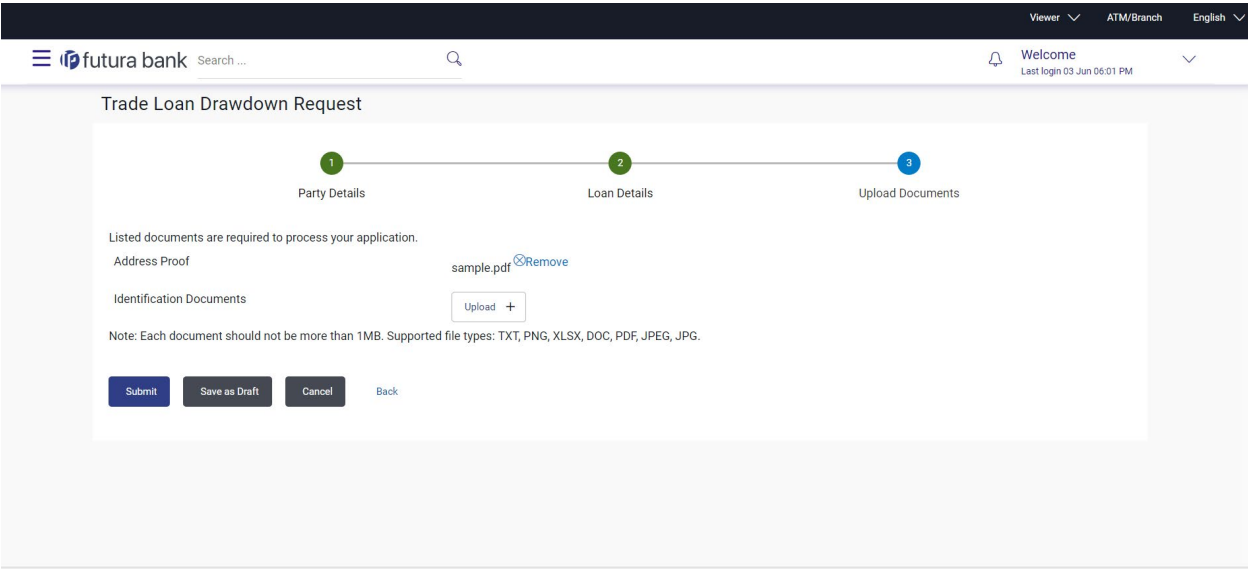 Viewer ATM/Branch English
futura bank Search ... Welcome
Last login 03 Jun 06:01 PM
Trade Loan Drawdown Request
1 2 3
Party Details Loan Details Upload Documents
Listed documents are required to process your application.
Address Proof sample.pdf Remove
Identification Documents Upload +
Note: Each document should not be more than 1MB. Supported file types: TXT, PNG, XLSX, DOC, PDF, JPEG, JPG.
Submit Save as Draft Cancel Back